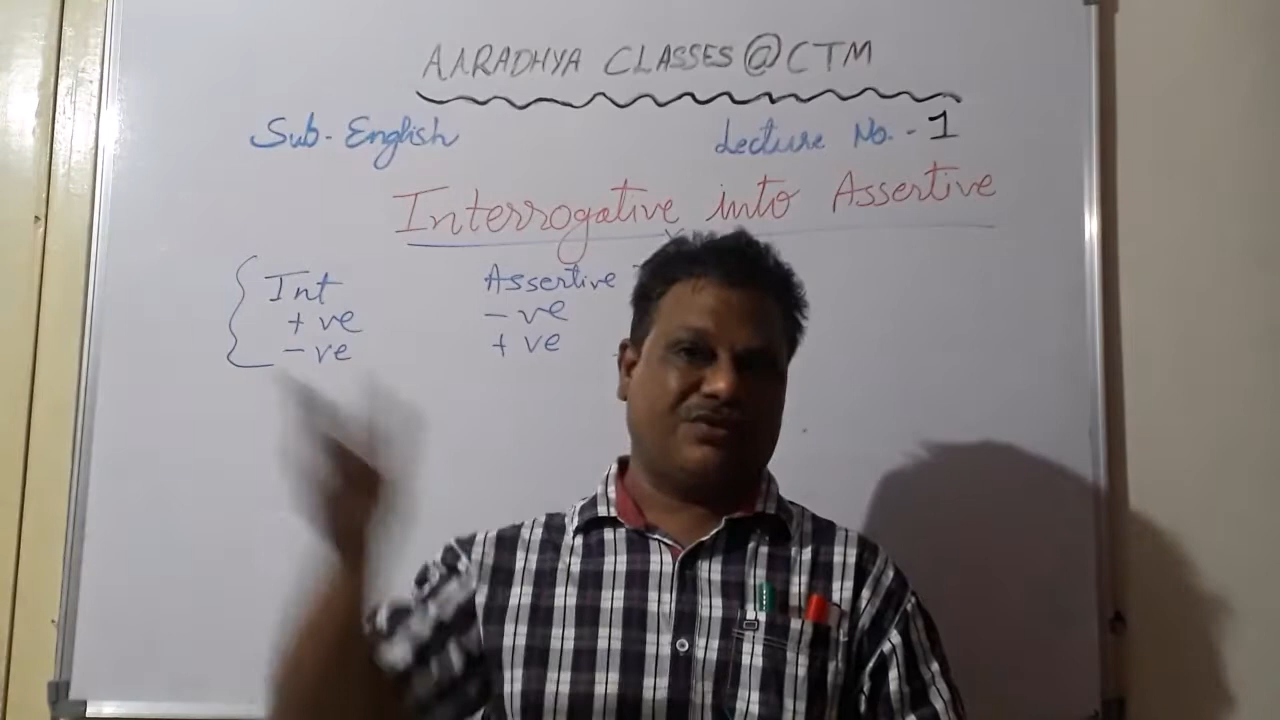 AARADHYA CLASSES @ CTM
Sub- English
Lecture No. - 1
Interrogative into Assertive
Int Assertive
+ve -ve
-ve +ve